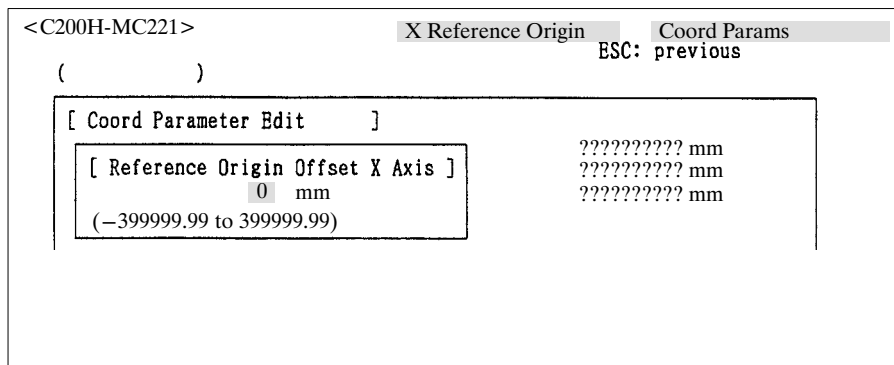 <C200H-MC221> X Reference Origin Coord Params
ESC: previous
( )
[ Coord Parameter Edit ]
?????????? mm
[ Reference Origin Offset X Axis ] ?????????? mm
0 mm ?????????? mm
(−399999.99 to 399999.99)